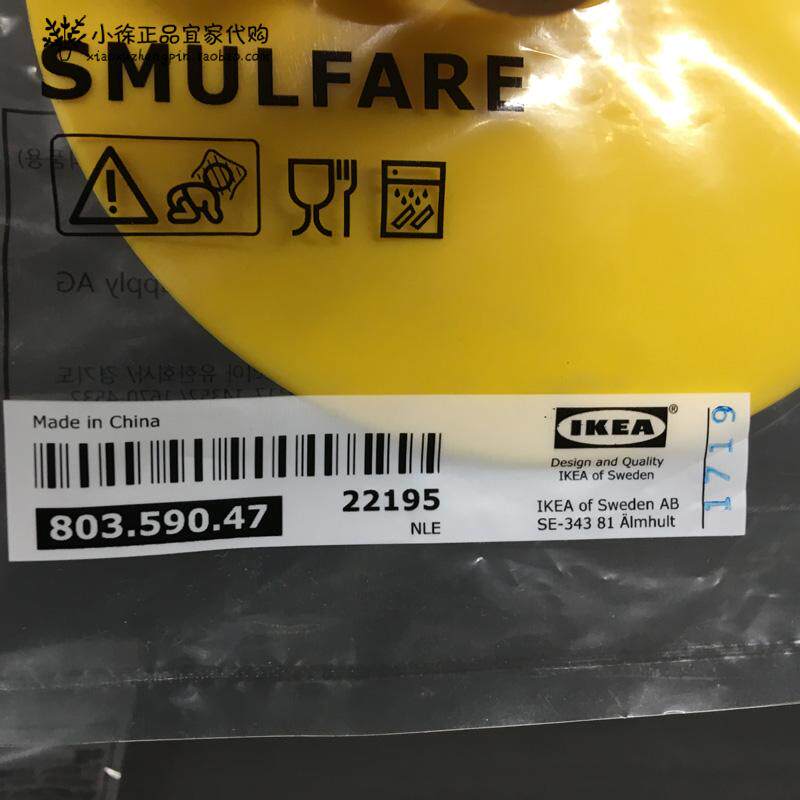 小徐正品宜家代购
SMULFARE
pply AG
Made in China
803.590.47
22195
NLE
IKEA®
Design and Quality
IKEA of Sweden
IKEA of Sweden AB
SE-343 81 Älmhult
1719